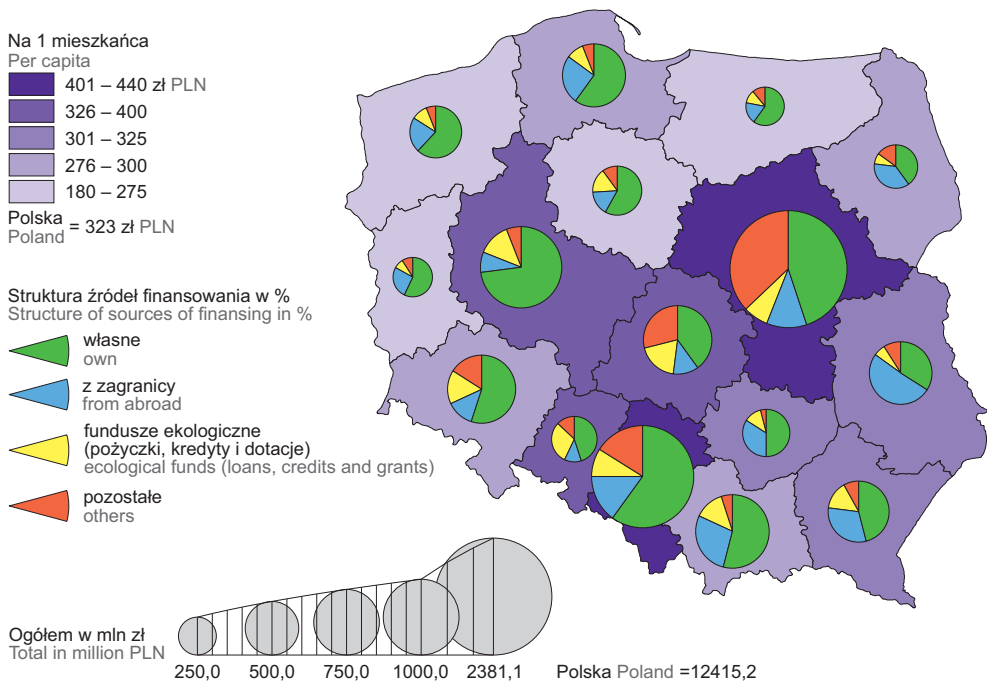 Na 1 mieszkańca
Per capita
401 – 440 zł PLN
326 – 400
301 – 325
276 – 300
180 – 275
Polska
Poland = 323 zł PLN
Struktura źródeł finansowania w %
Structure of sources of finansing in %
własne
own
z zagranicy
from abroad
fundusze ekologiczne
(pożyczki, kredyty i dotacje)
ecological funds (loans, credits and grants)
pozostałe
others
Ogółem w mln zł
Total in million PLN
250,0 500,0 750,0 1000,0 2381,1 Polska Poland =12415,2